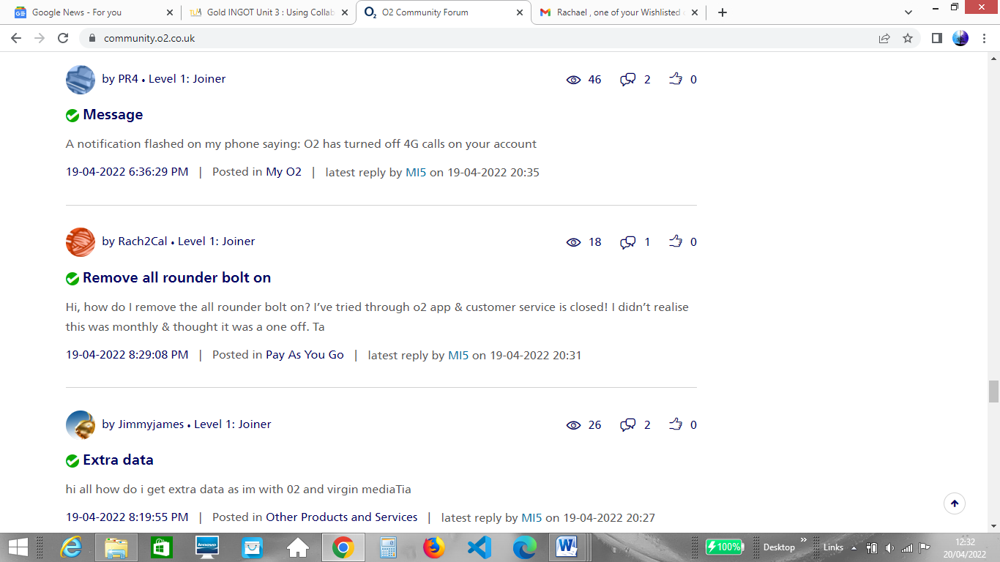 Google News - For you
Gold INGOT Unit 3 : Using Collab
O2 Community Forum
Rachael , one of your Wishlisted
community.o2.co.uk
by PR4 • Level 1: Joiner
46 2 0
Message
A notification flashed on my phone saying: O2 has turned off 4G calls on your account
19-04-2022 6:36:29 PM | Posted in My O2 | latest reply by MI5 on 19-04-2022 20:35
by Rach2Cal • Level 1: Joiner
18 1 0
Remove all rounder bolt on
Hi, how do I remove the all rounder bolt on? I’ve tried through o2 app & customer service is closed! I didn’t realise
this was monthly & thought it was a one off. Ta
19-04-2022 8:29:08 PM | Posted in Pay As You Go | latest reply by MI5 on 19-04-2022 20:31
by Jimmyjames • Level 1: Joiner
26 2 0
Extra data
hi all how do i get extra data as im with 02 and virgin mediaTia
19-04-2022 8:19:55 PM | Posted in Other Products and Services | latest reply by MI5 on 19-04-2022 20:27
lenovo
100%
Desktop
Links
12:32
20/04/2022